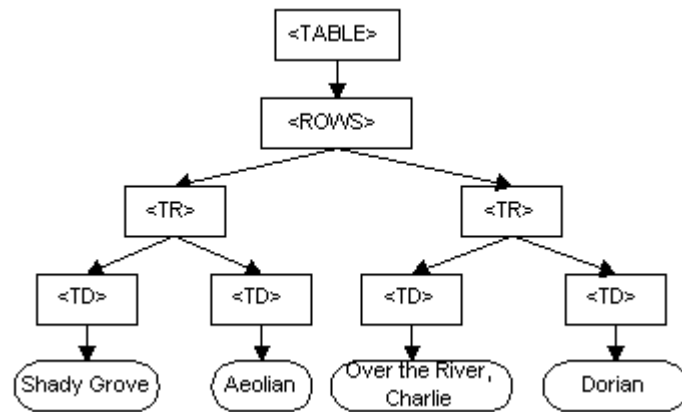 <TABLE>
<ROWS>
<TR>
<TR>
<TD>
<TD>
<TD>
<TD>
Shady Grove
Aeolian
Over the River,
Charlie
Dorian